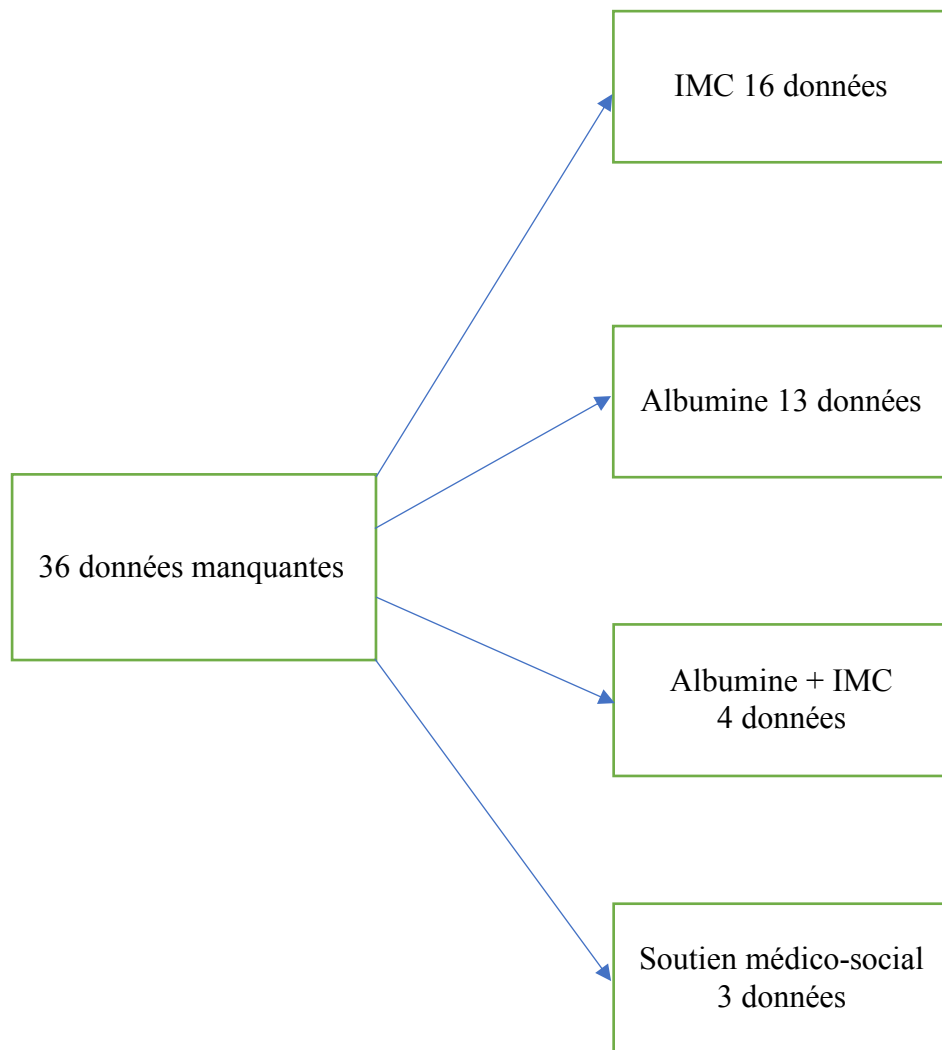 IMC 16 données
Albumine 13 données
36 données manquantes
Albumine + IMC
4 données
Soutien médico-social
3 données